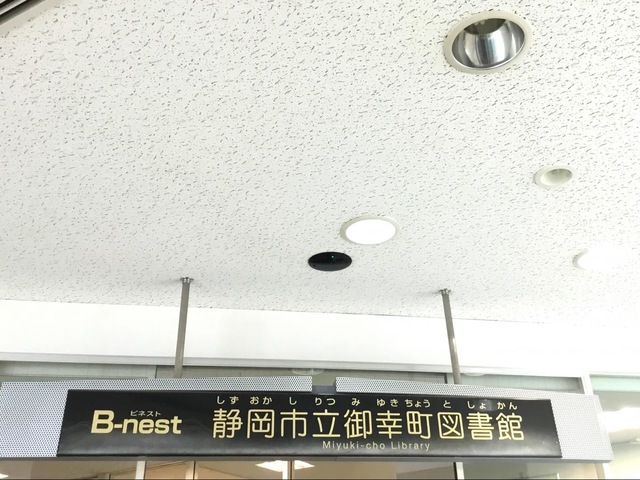 ビネスト
B-nest
しずおかしりつみゆきちょうとしょかん
静岡市立御幸町図書館
Miyuki-cho Library